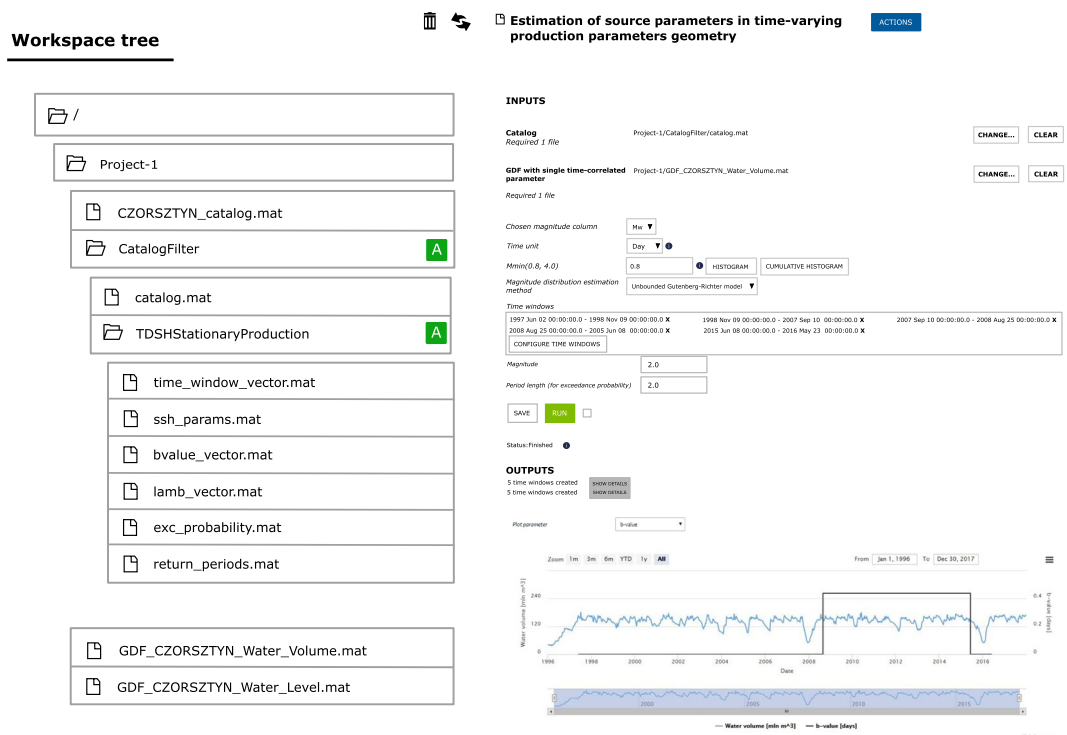 Workspace tree
/
Project-1
CZORSZTYN_catalog.mat
CatalogFilter
A
catalog.mat
TDSHStationaryProduction
A
time_window_vector.mat
ssh_params.mat
bvalue_vector.mat
lamb_vector.mat
exc_probability.mat
return_periods.mat
GDF_CZORSZTYN_Water_Volume.mat
GDF_CZORSZTYN_Water_Level.mat
Estimation of source parameters in time-varying
production parameters geometry
ACTIONS
INPUTS
Catalog
Required 1 file
Project-1/CatalogFilter/catalog.mat
CHANGE... CLEAR
GDF with single time-correlated
parameter
Project-1/GDF_CZORSZTYN_Water_Volume.mat
CHANGE... CLEAR
Required 1 file
Chosen magnitude column Mw
Time unit Day
Mmin(0.8, 4.0) 0.8 HISTOGRAM CUMULATIVE HISTOGRAM
Magnitude distribution estimation
method
Unbounded Gutenberg-Richter model
Time windows
1997 Jun 02 00:00:00.0 - 1998 Nov 09 00:00:00.0 X 1998 Nov 09 00:00:00.0 - 2007 Sep 10 00:00:00.0 X 2007 Sep 10 00:00:00.0 - 2008 Aug 25 00:00:00.0 X
2008 Aug 25 00:00:00.0 - 2005 Jun 08 00:00:00.0 X 2015 Jun 08 00:00:00.0 - 2016 May 23 00:00:00.0 X
CONFIGURE TIME WINDOWS
Magnitude 2.0
Period length (for exceedance probability) 2.0
SAVE RUN
Status:Finished
OUTPUTS
5 time windows created SHOW DETAILS
5 time windows created SHOW DETAILS
Plot parameter b-value
Zoom 1m 3m 6m YTD 1y All From Jan 1, 1996 To Dec 30, 2017
Water volume [mln m^3]
240
120
0
0.4
0.2
0
b-value [days]
1996 1998 2000 2002 2004 2006 2008 2010 2012 2014 2016
Date
2000 2005 2010 2015
Water volume [mln m^3] b-value [days]